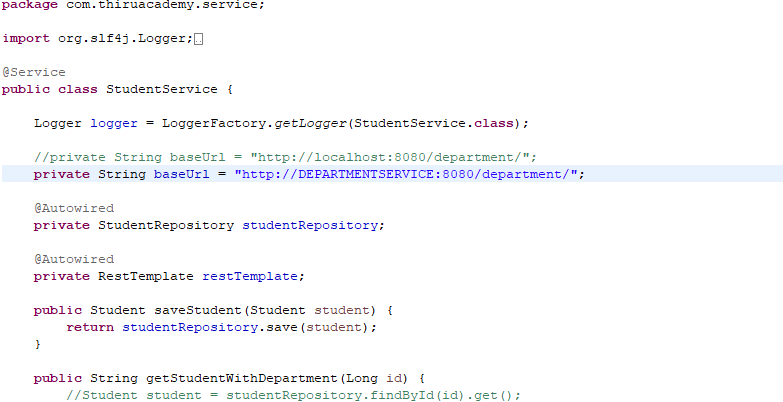 package com.thiruacademy.service;
import org.slf4j.Logger;
@Service
public class StudentService {
Logger logger = LoggerFactory.getLogger(StudentService.class);
//private String baseUrl = "http://localhost:8080/department/";
private String baseUrl = "http://DEPARTMENTSERVICE:8080/department/";
@Autowired
private StudentRepository studentRepository;
@Autowired
private RestTemplate restTemplate;
public Student saveStudent(Student student) {
return studentRepository.save(student);
}
public String getStudentWithDepartment(Long id) {
//Student student = studentRepository.findById(id).get();